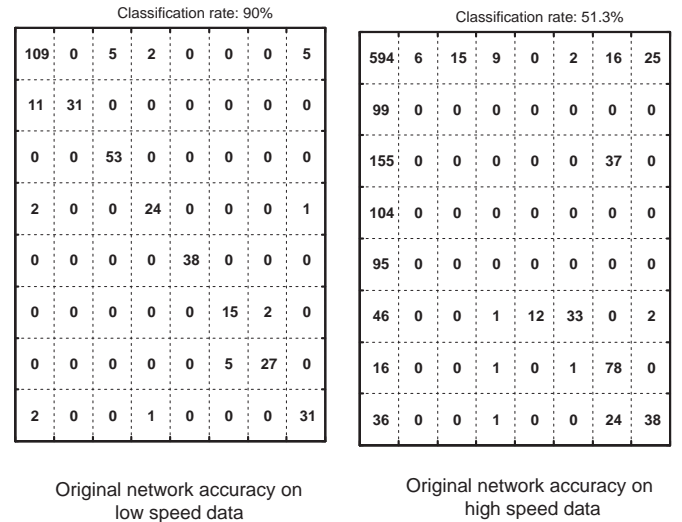 Classification rate: 90%
109 0 5 2 0 0 0 5
11 31 0 0 0 0 0 0
0 0 53 0 0 0 0 0
2 0 0 24 0 0 0 1
0 0 0 0 38 0 0 0
0 0 0 0 0 15 2 0
0 0 0 0 0 5 27 0
2 0 0 1 0 0 0 31
Original network accuracy on
low speed data
Classification rate: 51.3%
594 6 15 9 0 2 16 25
99 0 0 0 0 0 0 0
155 0 0 0 0 0 37 0
104 0 0 0 0 0 0 0
95 0 0 0 0 0 0 0
46 0 0 1 12 33 0 2
16 0 0 1 0 1 78 0
36 0 0 1 0 0 24 38
Original network accuracy on
high speed data